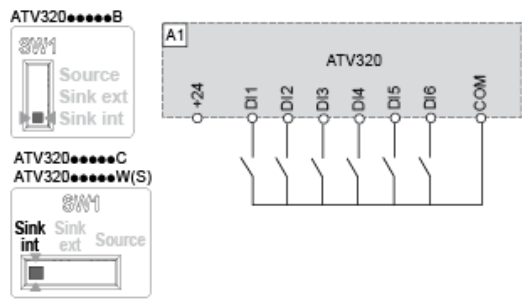 ATV320●●●●●B
SW1
Source
Sink ext
Sink int
ATV320●●●●●C
ATV320●●●●●W(S)
SW1
Sink int
Sink ext
Source
A1
ATV320
+24
DI1
DI2
DI3
DI4
DI5
DI6
COM